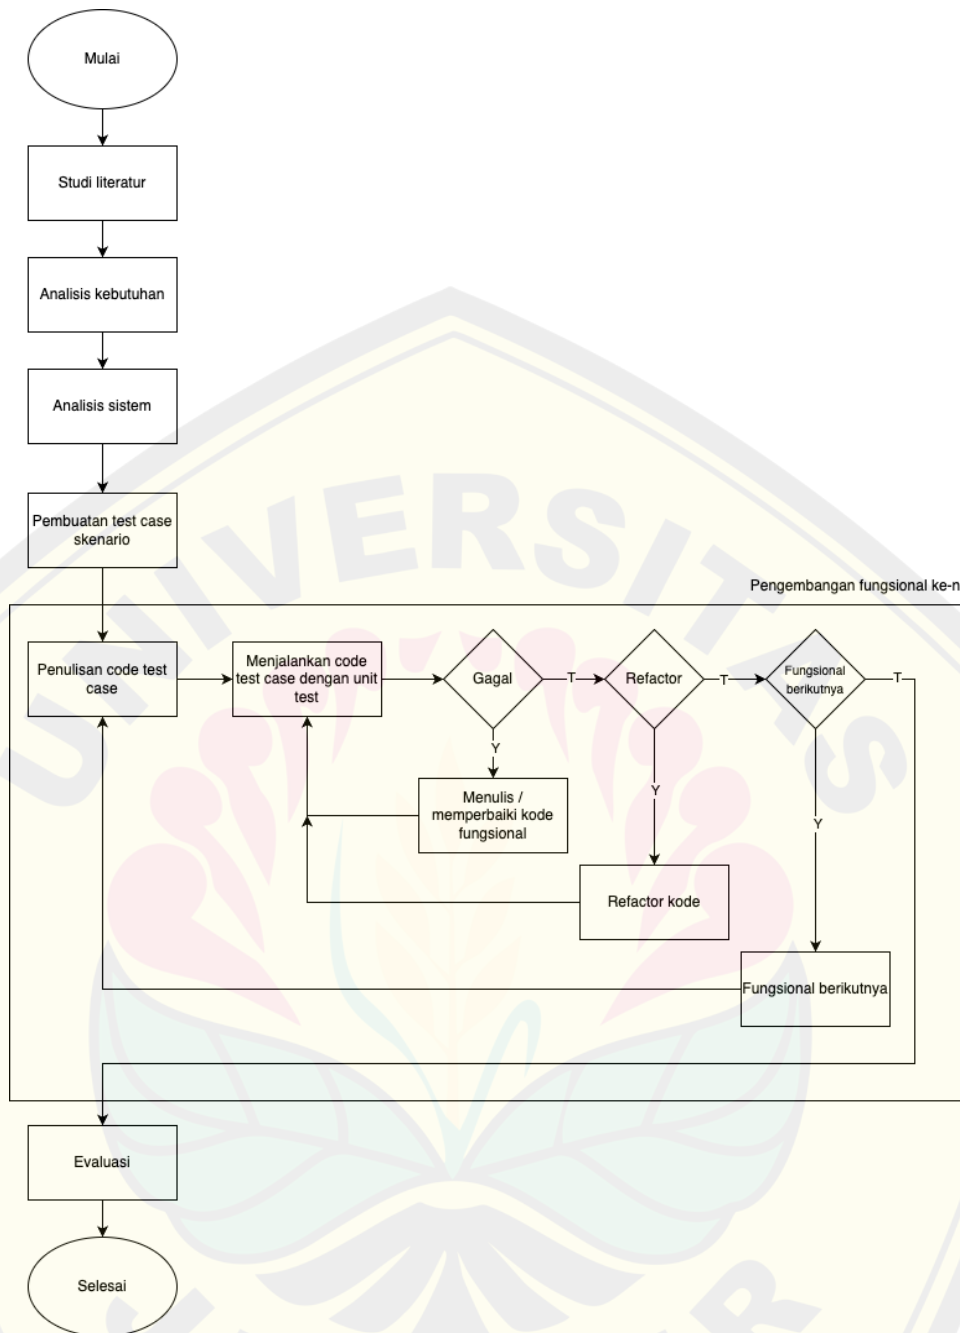 Mulai
Studi literatur
Analisis kebutuhan
Analisis sistem
Pembuatan test case
skenario
Pengembangan fungsional ke-n
Penulisan code test
case
Menjalankan code
test case dengan unit
test
Gagal
T
Refactor
T
Fungsional
berikutnya
T
Y
Menulis /
memperbaiki kode
fungsional
Y
Refactor kode
Y
Fungsional berikutnya
Evaluasi
Selesai
UNIVERSITAS